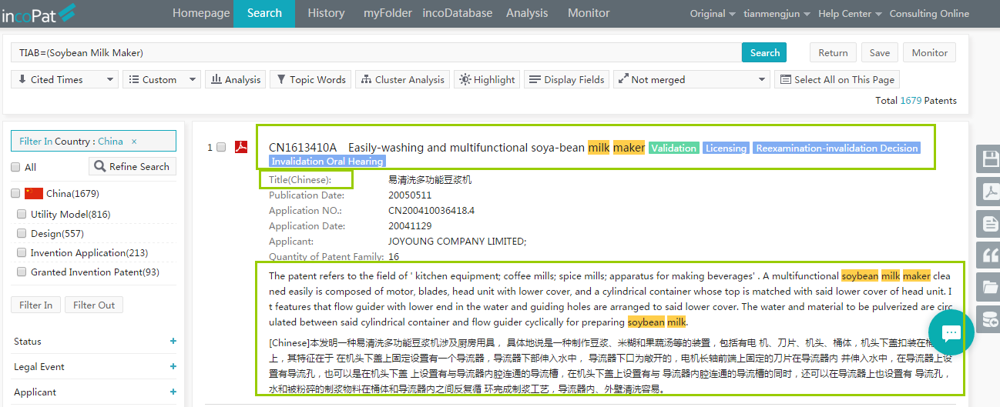 incoPat
Homepage Search History myFolder incoDatabase Analysis Monitor Original tianmengjun Help Center Consulting Online
TIAB=(Soybean Milk Maker) Search Return Save Monitor
Cited Times Custom Analysis Topic Words Cluster Analysis Highlight Display Fields Not merged Select All on This Page
Total 1679 Patents
Filter In Country : China ×
All Refine Search
China(1679)
Utility Model(816)
Design(557)
Invention Application(213)
Granted Invention Patent(93)
Filter In Filter Out
Status +
Legal Event +
Applicant +
1 CN1613410A Easily-washing and multifunctional soya-bean milk maker Validation Licensing Reexamination-invalidation Decision
Invalidation Oral Hearing
Title(Chinese): 易清洗多功能豆浆机
Publication Date: 20050511
Application NO.: CN200410036418.4
Application Date: 20041129
Applicant: JOYOUNG COMPANY LIMITED;
Quantity of Patent Family: 16
The patent refers to the field of ' kitchen equipment; coffee mills; spice mills; apparatus for making beverages' . A multifunctional soybean milk maker clea
ned easily is composed of motor, blades, head unit with lower cover, and a cylindrical container whose top is matched with said lower cover of head unit. I
t features that flow guider with lower end in the water and guiding holes are arranged to said lower cover. The water and material to be pulverized are circ
ulated between said cylindrical container and flow guider cyclically for preparing soybean milk.
[Chinese]本发明一种易清洗多功能豆浆机涉及厨房用具， 具体地说是一种制作豆浆、米糊和果蔬汤等的装置，包括有电 机、刀片、机头、桶体，机头下盖扣装在桶
上，其特征在于 在机头下盖上固定设置有一个导流器，导流器下部伸入水中， 导流器下口为敞开的，电机长轴前端上固定的刀片在导流器内 并伸入水中，在导流器上设
置有导流孔，也可以是在机头下盖 上设置有与导流器内腔连通的导流槽，在机头下盖上设置有与 导流器内腔连通的导流槽的同时，还可以在导流器上也设置有 导流孔，
水和被粉碎的制浆物料在桶体和导流器内之间反复循 环完成制浆工艺，导流器内、外壁清洗容易。